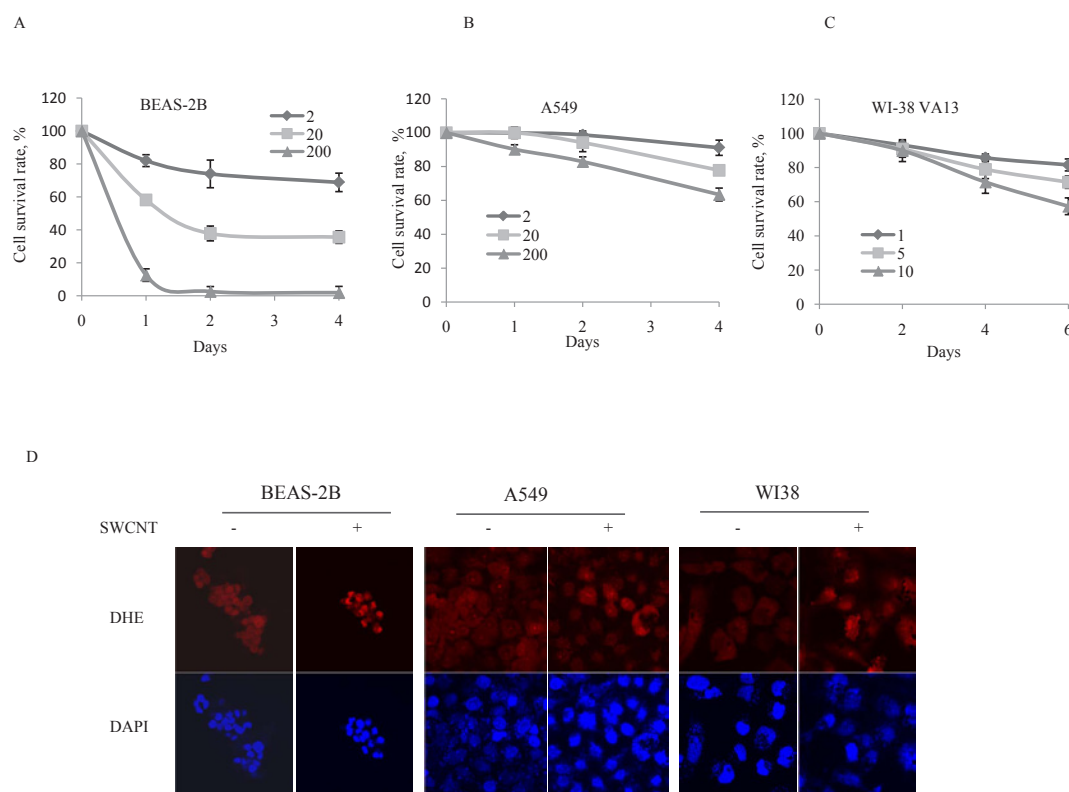 A
B
C
BEAS-2B
2
20
200
Cell survival rate, %
120
100
80
60
40
20
0
0 1 2 3 4
Days
A549
2
20
200
Cell survival rate, %
120
100
80
60
40
20
0
0 1 2 3 4
Days
WI-38 VA13
1
5
10
Cell survival rate, %
120
100
80
60
40
20
0
0 2 4 6
Days
D
BEAS-2B A549 WI38
SWCNT - + - + - +
DHE
DAPI